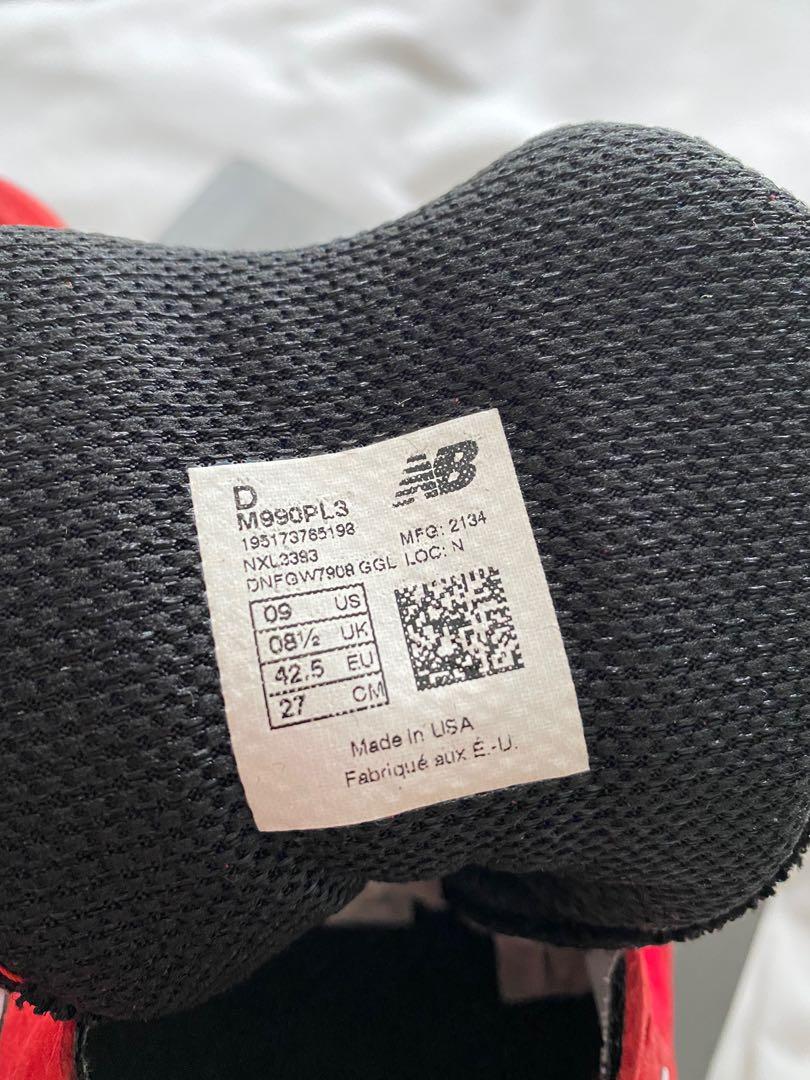 NB
D
M990PL3
195173765193
MFG: 2134
NXL3393
LOC: N
DNFGW7908 GGL
09 US
08½ UK
42.5 EU
27 CM
Made in USA
Fabriqué aux É.-U.